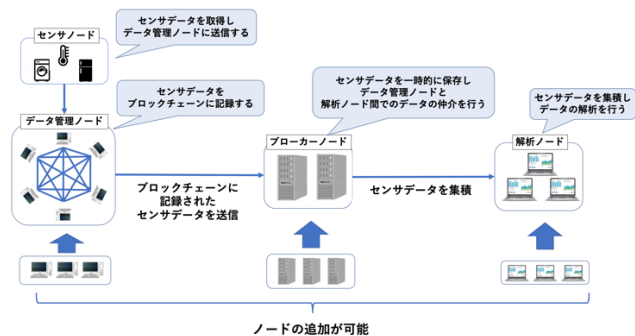 センサノード
センサデータを取得し
データ管理ノードに送信する
センサデータを
ブロックチェーンに記録する
データ管理ノード
センサデータを一時的に保存し
データ管理ノードと
解析ノード間でのデータの仲介を行う
ブローカーノード
センサデータを集積し
データの解析を行う
解析ノード
ブロックチェーンに
記録された
センサデータを送信
センサデータを集積
ノードの追加が可能